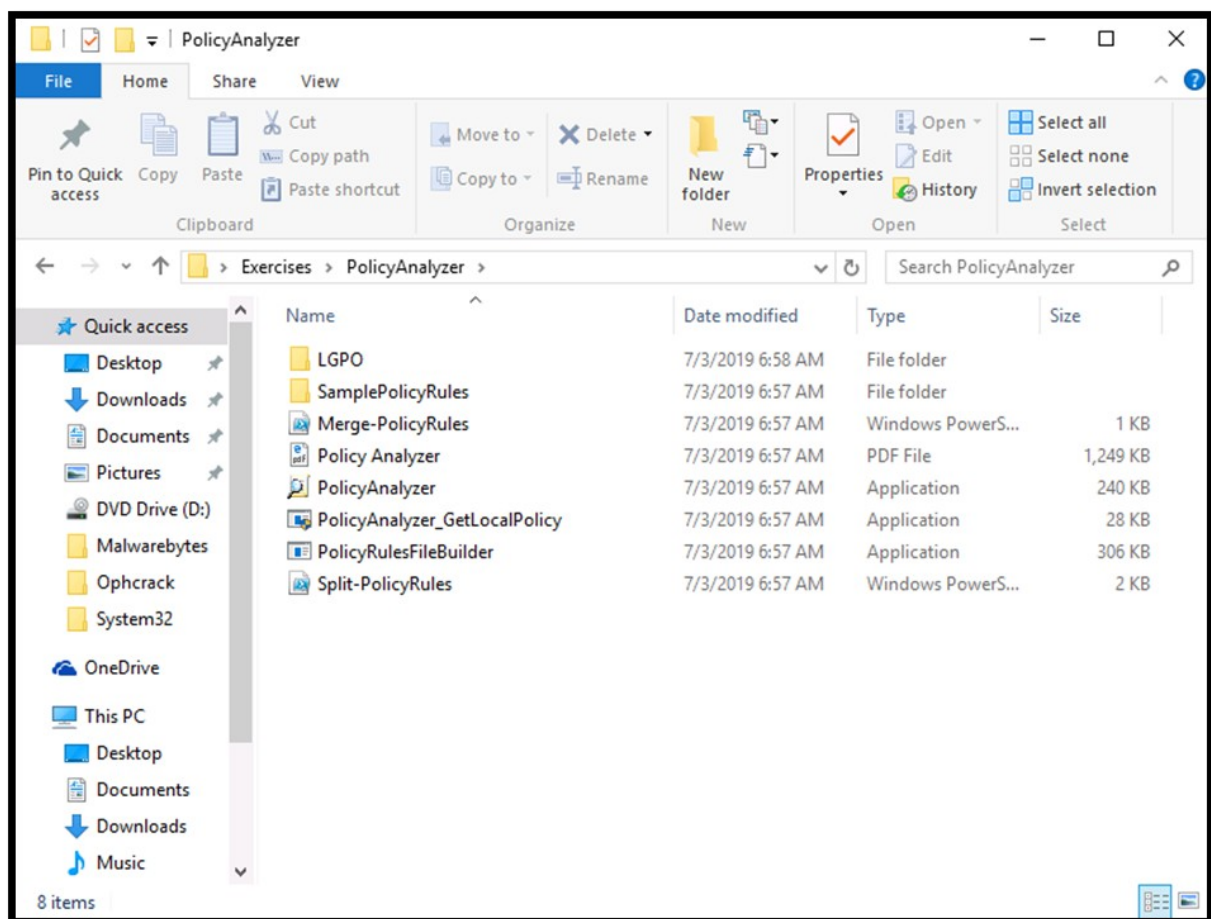 PolicyAnalyzer
File Home Share View
Pin to Quick access
Copy
Paste
Cut
Copy path
Paste shortcut
Clipboard
Move to
Copy to
Delete
Rename
Organize
New folder
New
Properties
Open
Edit
History
Open
Select all
Select none
Invert selection
Select
Exercises > PolicyAnalyzer >
Search PolicyAnalyzer
Quick access
Desktop
Downloads
Documents
Pictures
DVD Drive (D:)
Malwarebytes
Ophcrack
System32
OneDrive
This PC
Desktop
Documents
Downloads
Music
Name Date modified Type Size
LGPO 7/3/2019 6:58 AM File folder
SamplePolicyRules 7/3/2019 6:57 AM File folder
Merge-PolicyRules 7/3/2019 6:57 AM Windows PowerS... 1 KB
Policy Analyzer 7/3/2019 6:57 AM PDF File 1,249 KB
PolicyAnalyzer 7/3/2019 6:57 AM Application 240 KB
PolicyAnalyzer_GetLocalPolicy 7/3/2019 6:57 AM Application 28 KB
PolicyRulesFileBuilder 7/3/2019 6:57 AM Application 306 KB
Split-PolicyRules 7/3/2019 6:57 AM Windows PowerS... 2 KB
8 items